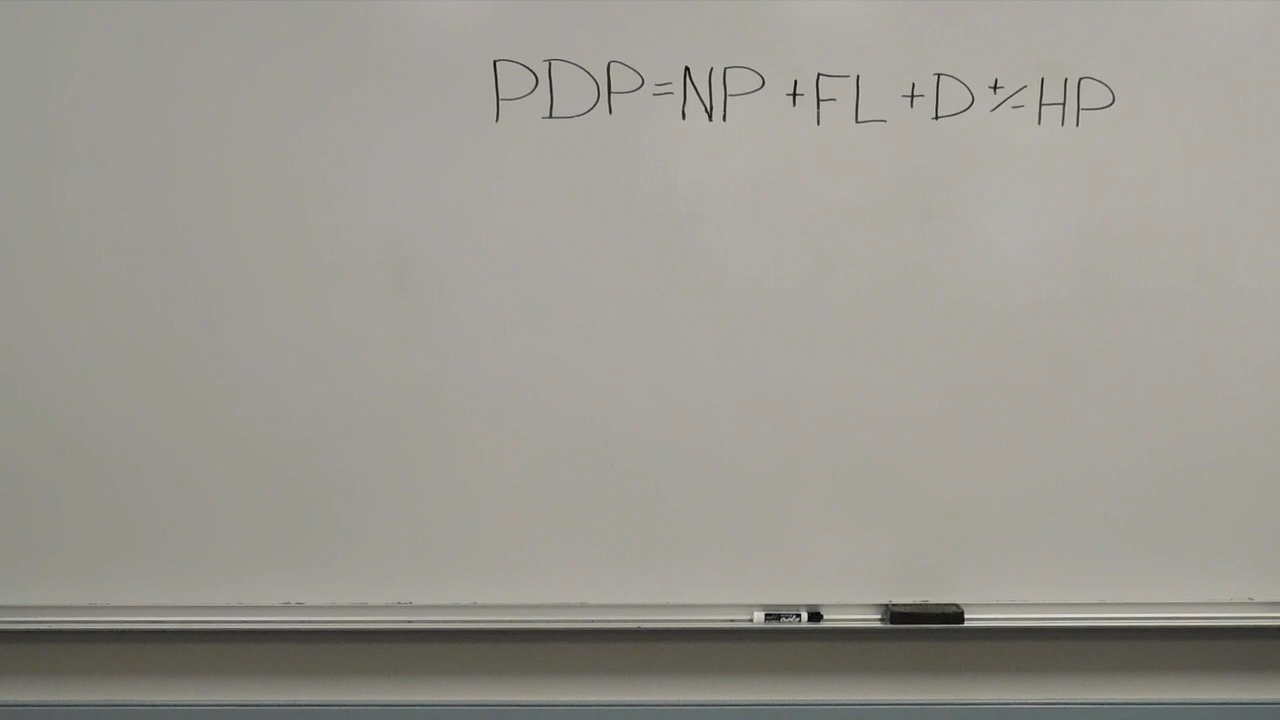 PDP=NP +FL +D +/- HP